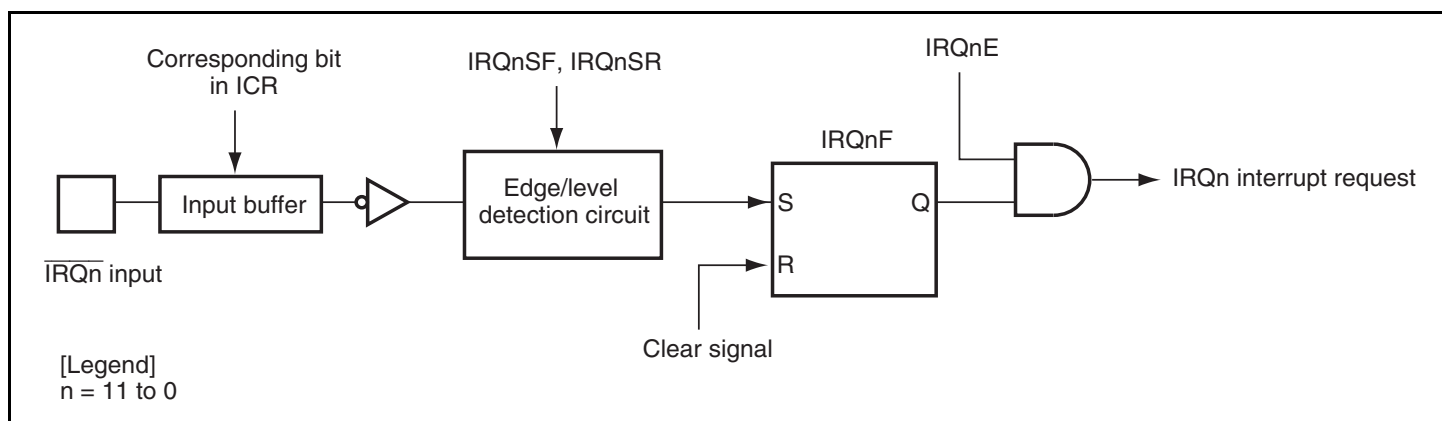 Corresponding bit
in ICR
IRQnSF, IRQnSR
IRQnE
IRQnF
Input buffer
Edge/level
detection circuit
S
Q
R
IRQn interrupt request
I̅R̅Q̅n̅ input
Clear signal
[Legend]
n = 11 to 0